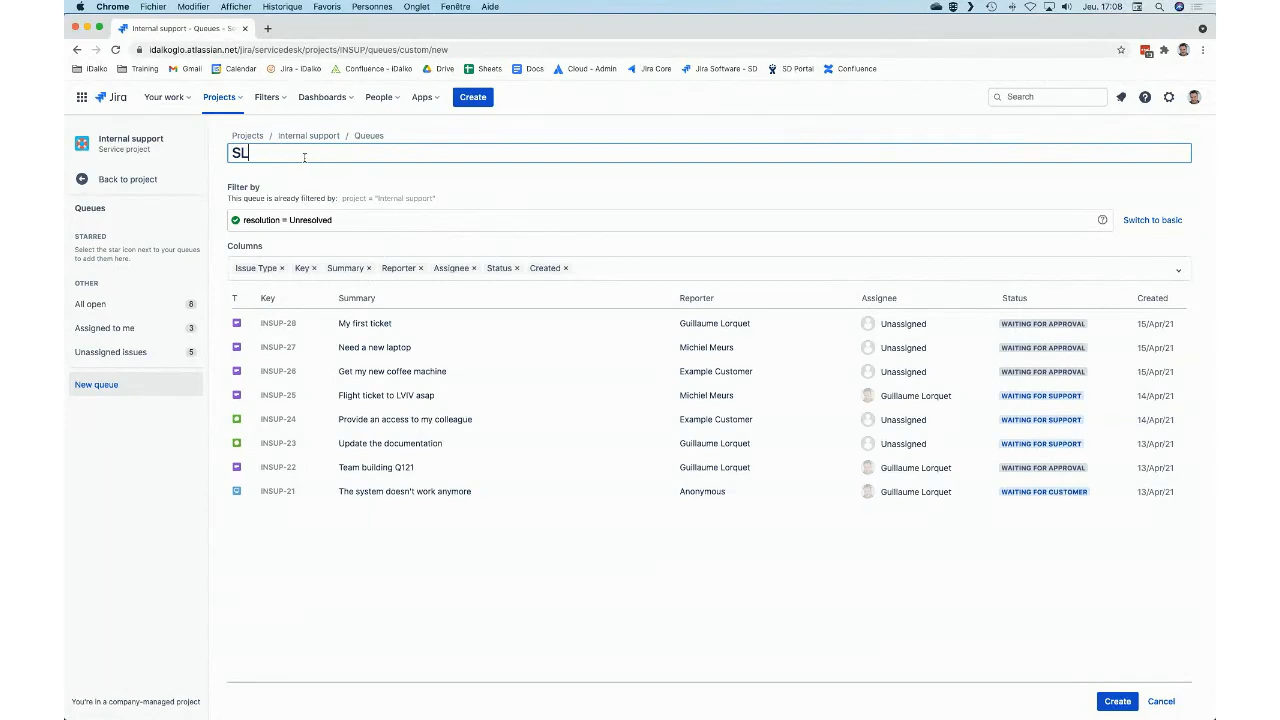 Chrome Fichier Modifier Afficher Historique Favoris Personnes Onglet Fenêtre Aide Jeu. 17:08
Internal support - Queues - Se
idalkoglo.atlassian.net/jira/servicedesk/projects/INSUP/queues/custom/new
iDalko Training Gmail Calendar Jira - iDalko Confluence - iDalko Drive Sheets Docs Cloud - Admin Jira Core Jira Software - SD SD Portal Confluence
Jira Your work Projects Filters Dashboards People Apps Create Search
Internal support
Service project
Back to project
Queues
STARRED
Select the star icon next to your queues
to add them here.
OTHER
All open 8
Assigned to me 3
Unassigned issues 5
New queue
You're in a company-managed project
Projects / Internal support / Queues
SL
Filter by
This queue is already filtered by: project = "Internal support"
resolution = Unresolved Switch to basic
Columns
Issue Type Key Summary Reporter Assignee Status Created
T Key Summary Reporter Assignee Status Created
INSUP-28 My first ticket Guillaume Lorquet Unassigned WAITING FOR APPROVAL 15/Apr/21
INSUP-27 Need a new laptop Michiel Meurs Unassigned WAITING FOR APPROVAL 15/Apr/21
INSUP-26 Get my new coffee machine Example Customer Unassigned WAITING FOR APPROVAL 15/Apr/21
INSUP-25 Flight ticket to LVIV asap Michiel Meurs Guillaume Lorquet WAITING FOR SUPPORT 14/Apr/21
INSUP-24 Provide an access to my colleague Example Customer Unassigned WAITING FOR SUPPORT 14/Apr/21
INSUP-23 Update the documentation Guillaume Lorquet Unassigned WAITING FOR SUPPORT 13/Apr/21
INSUP-22 Team building Q121 Guillaume Lorquet Guillaume Lorquet WAITING FOR APPROVAL 13/Apr/21
INSUP-21 The system doesn't work anymore Anonymous Guillaume Lorquet WAITING FOR CUSTOMER 13/Apr/21
Create Cancel